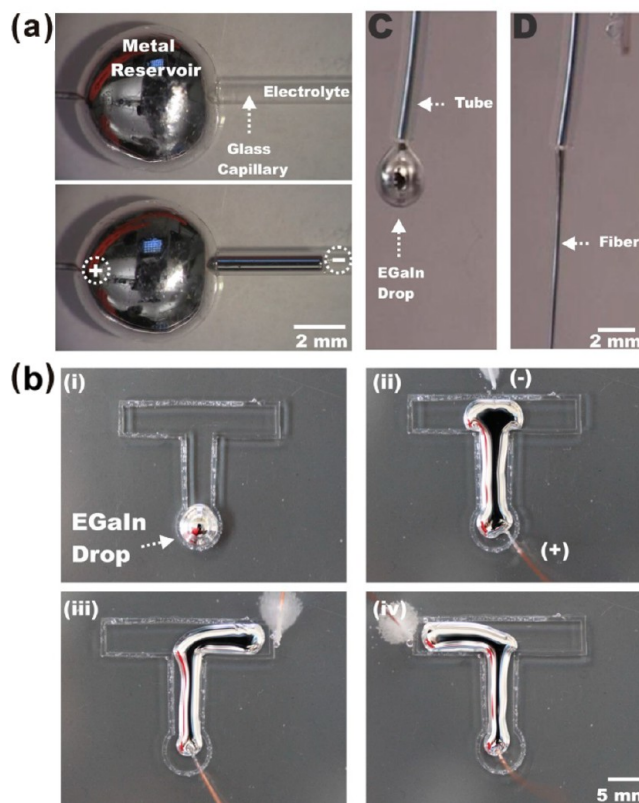 (a)
Metal
Reservoir
Electrolyte
Glass
Capillary
+
-
2 mm
C
Tube
EGaIn
Drop
D
Fiber
2 mm
(b)
(i)
EGaIn
Drop
(ii)
(-)
(+)
(iii)
(iv)
5 mm